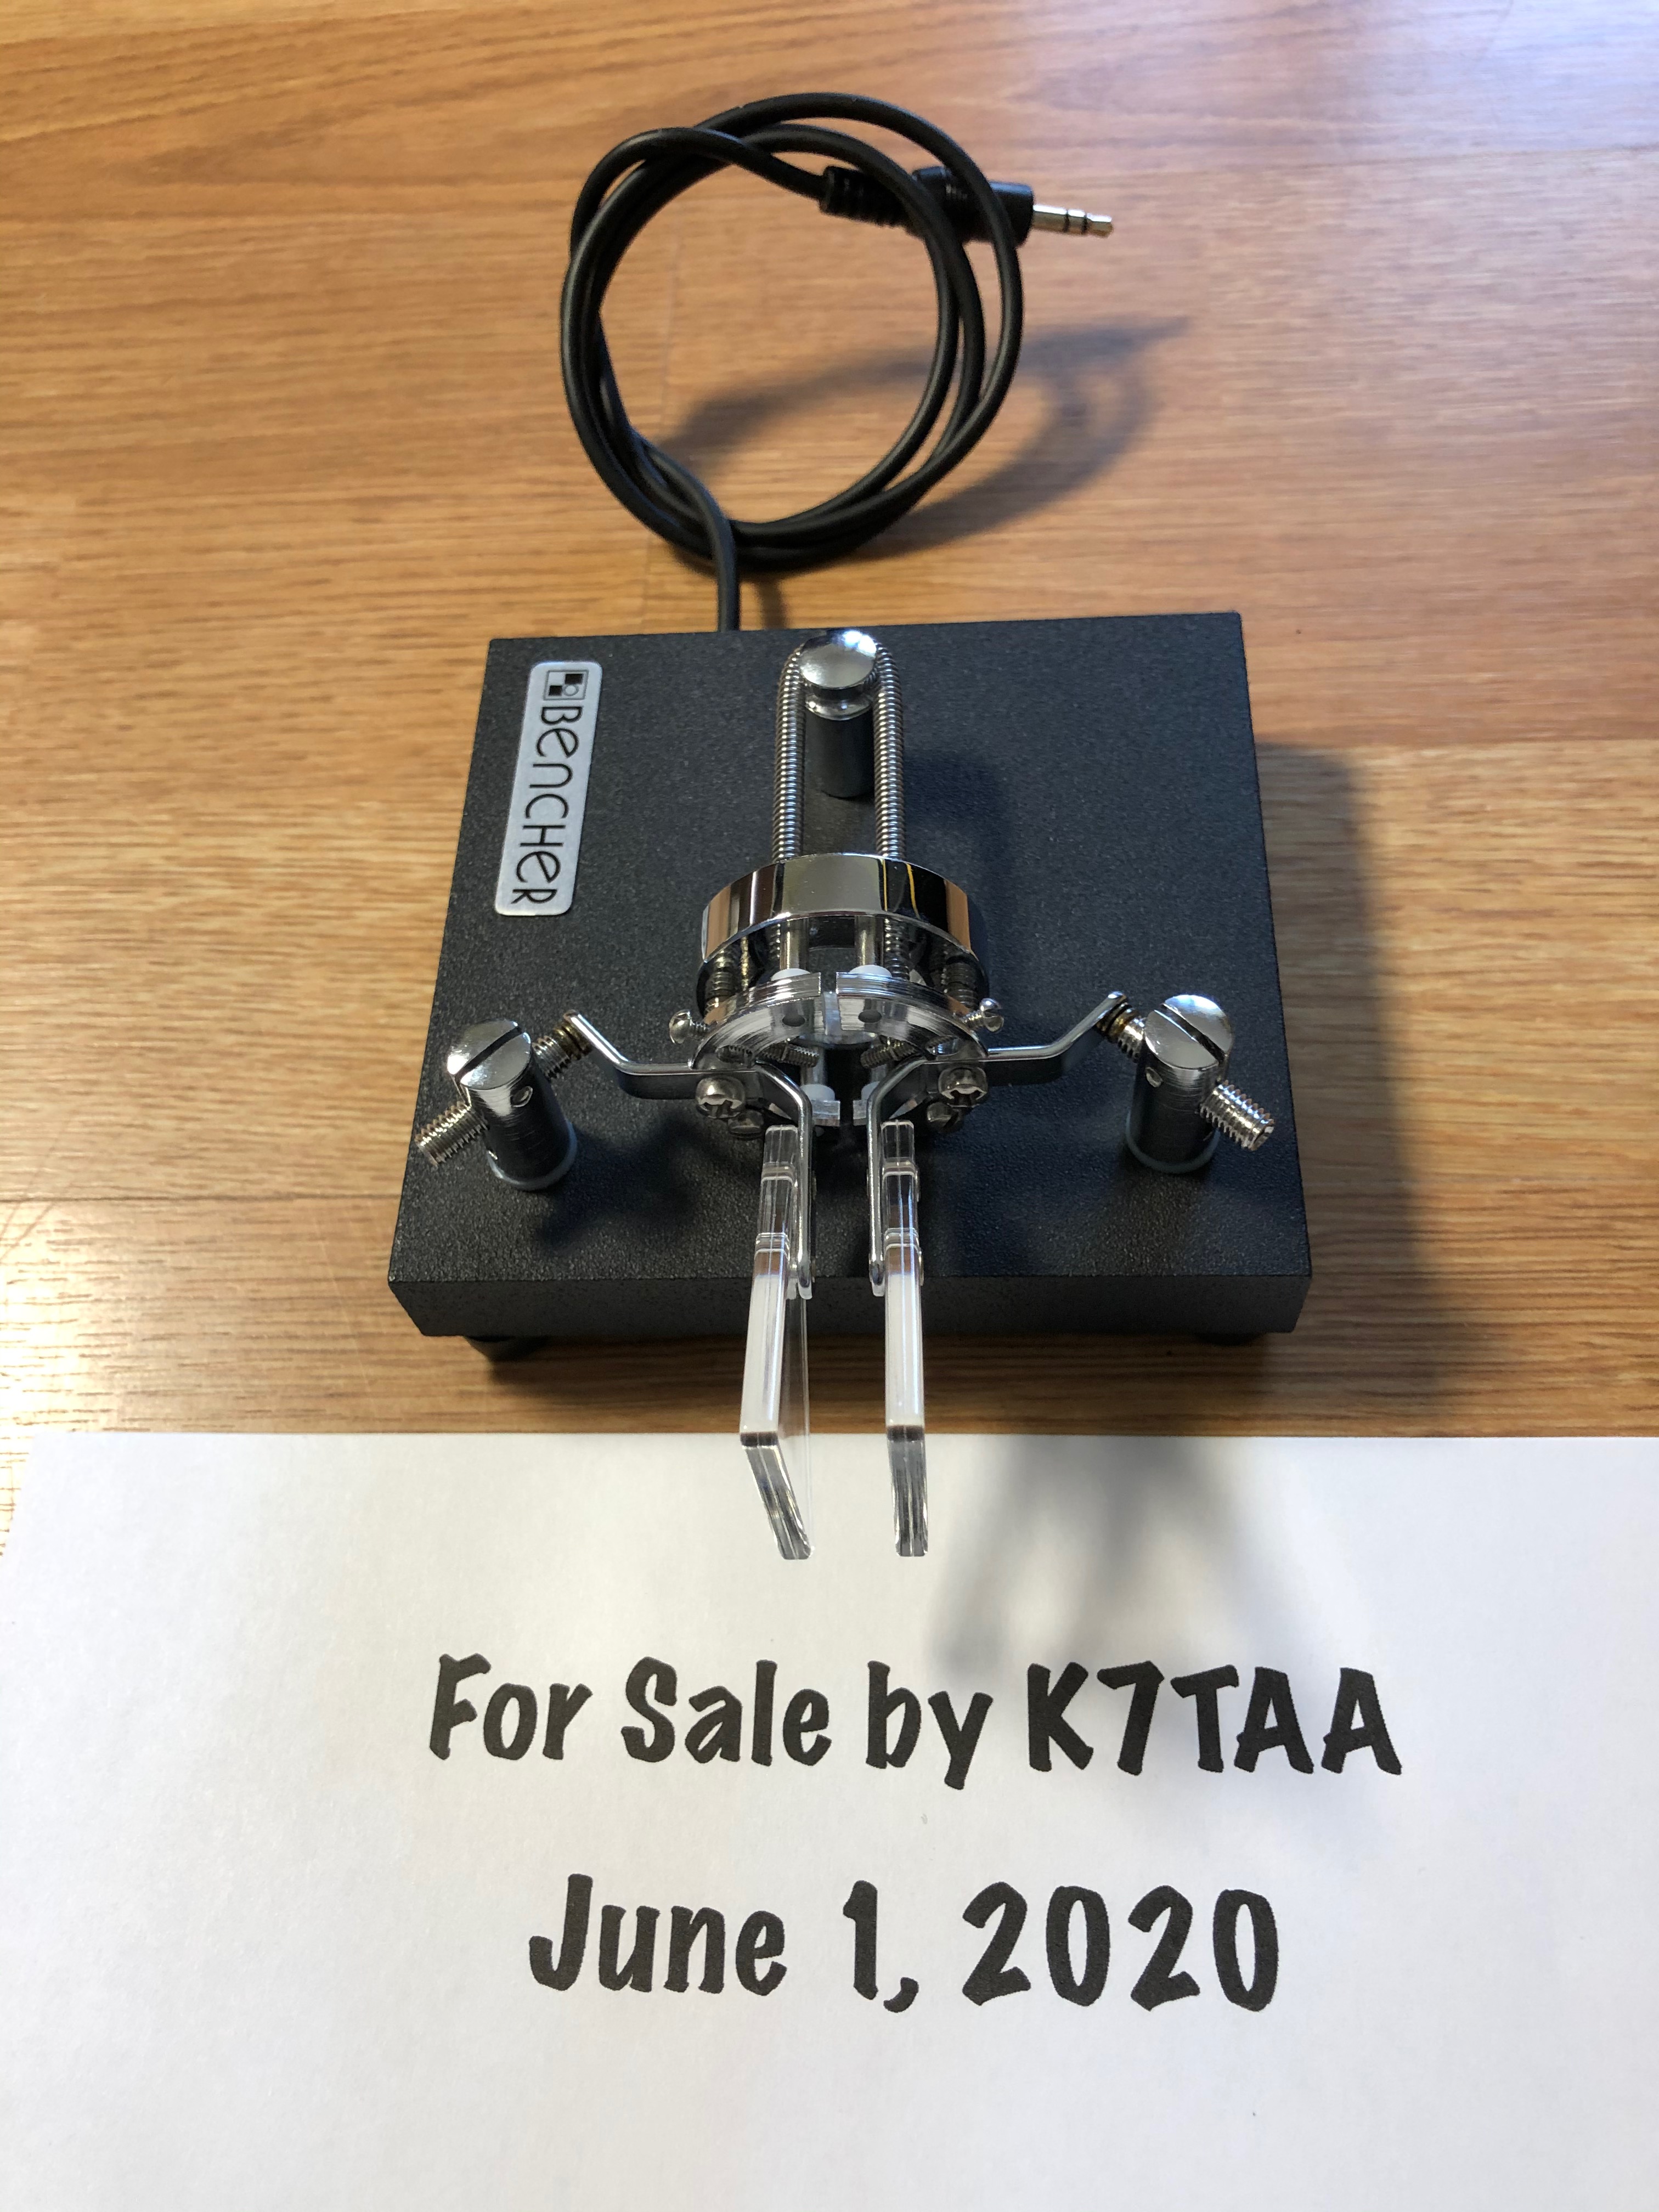 BENCHER
For Sale by K7TAA
June 1, 2020